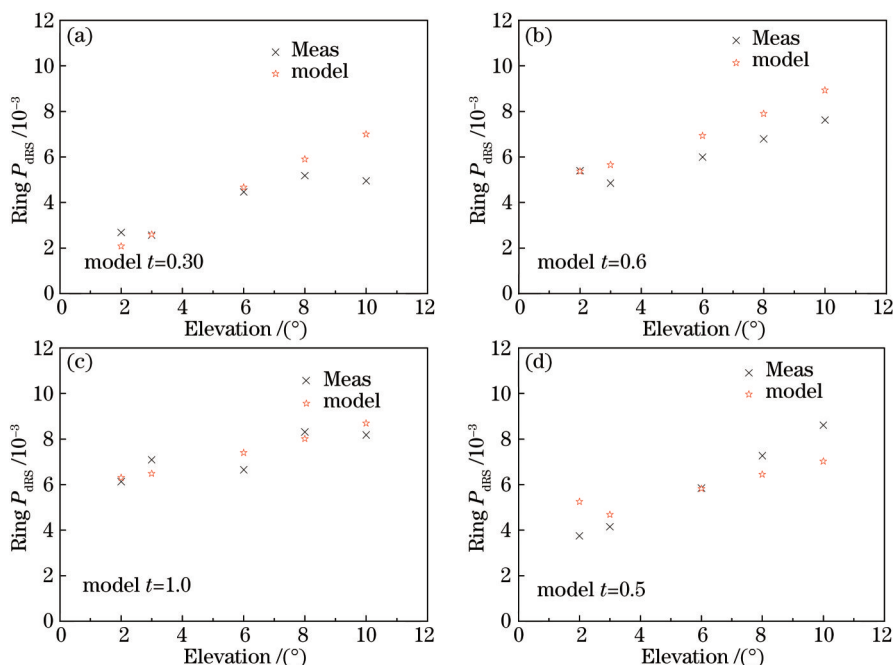 (a)
× Meas
☆ model
Ring P_dRS /10⁻³
12
10
8
6
4
2
0
model t=0.30
0 2 4 6 8 10 12
Elevation /(°)
(b)
× Meas
☆ model
Ring P_dRS /10⁻³
12
10
8
6
4
2
0
model t=0.6
0 2 4 6 8 10 12
Elevation /(°)
(c)
× Meas
☆ model
Ring P_dRS /10⁻³
12
10
8
6
4
2
0
model t=1.0
0 2 4 6 8 10 12
Elevation /(°)
(d)
× Meas
☆ model
Ring P_dRS /10⁻³
12
10
8
6
4
2
0
model t=0.5
0 2 4 6 8 10 12
Elevation /(°)